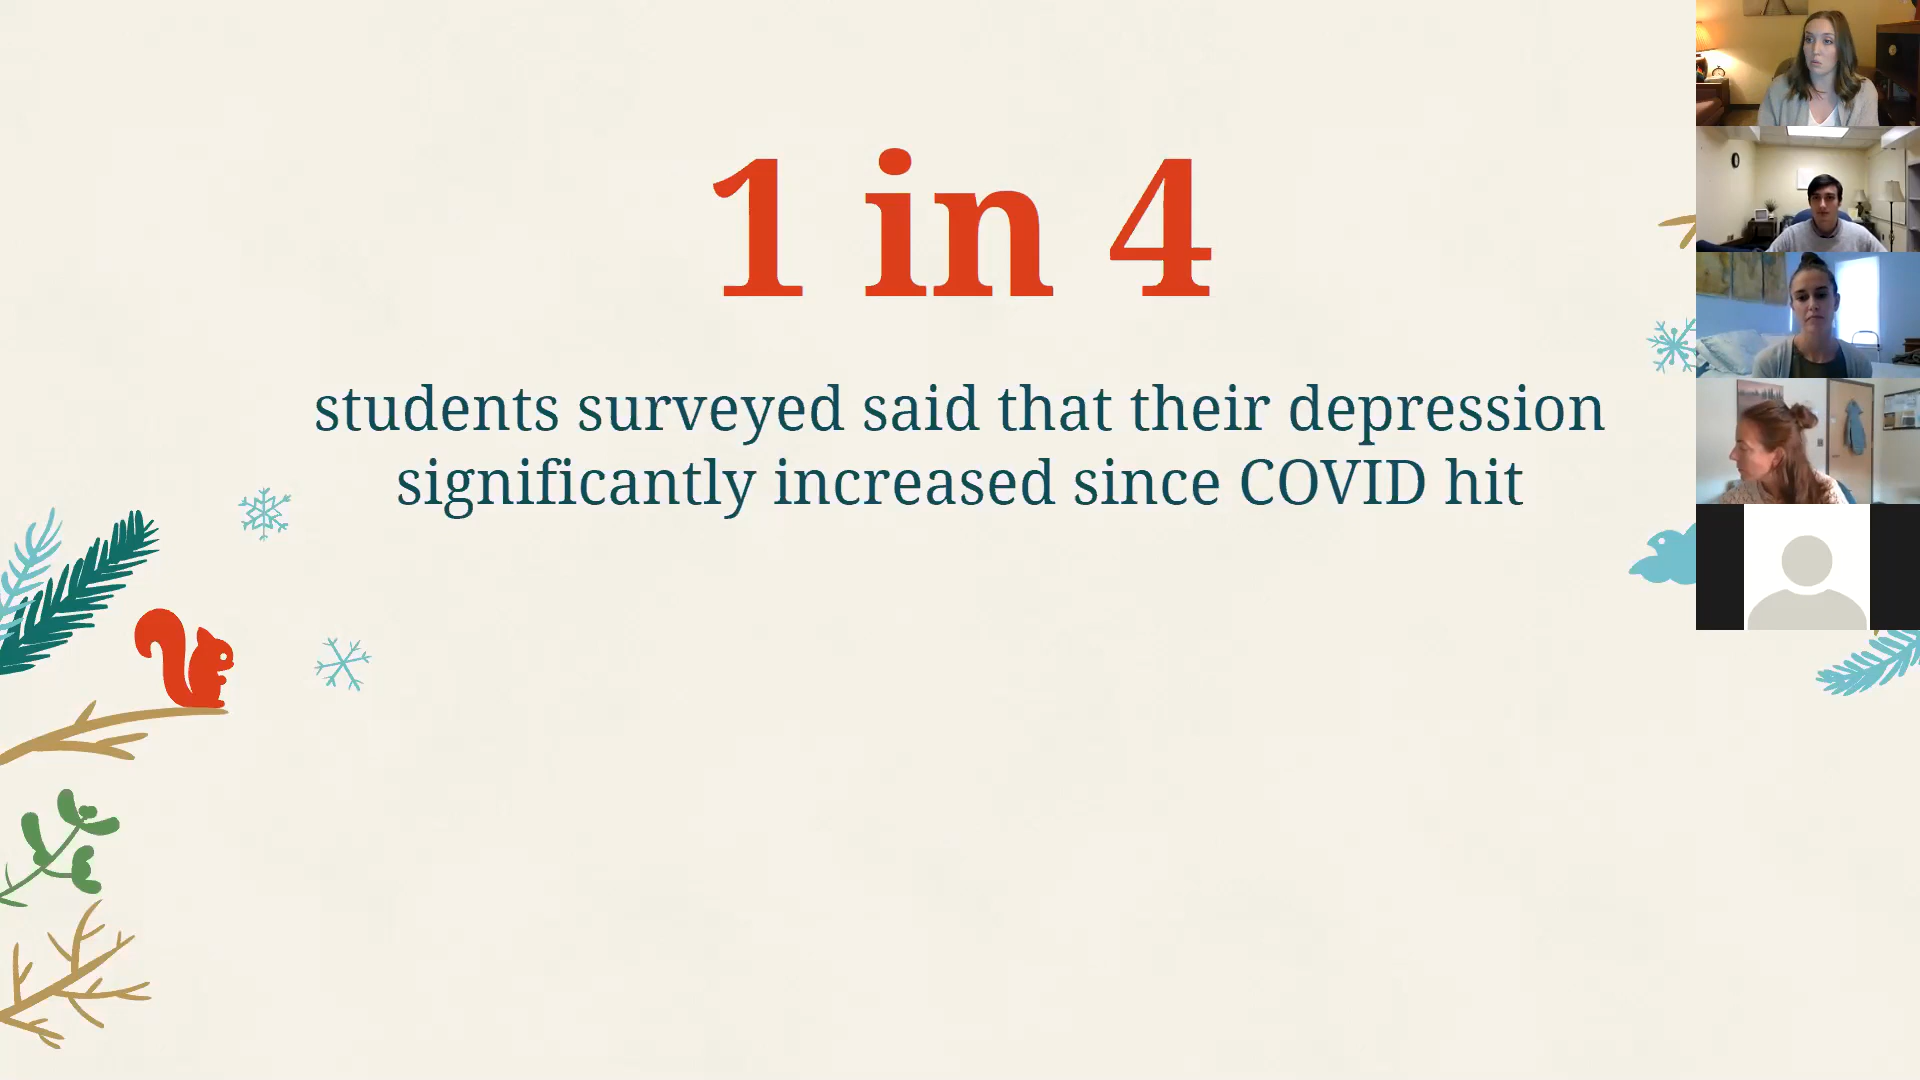 1 in 4
students surveyed said that their depression
significantly increased since COVID hit